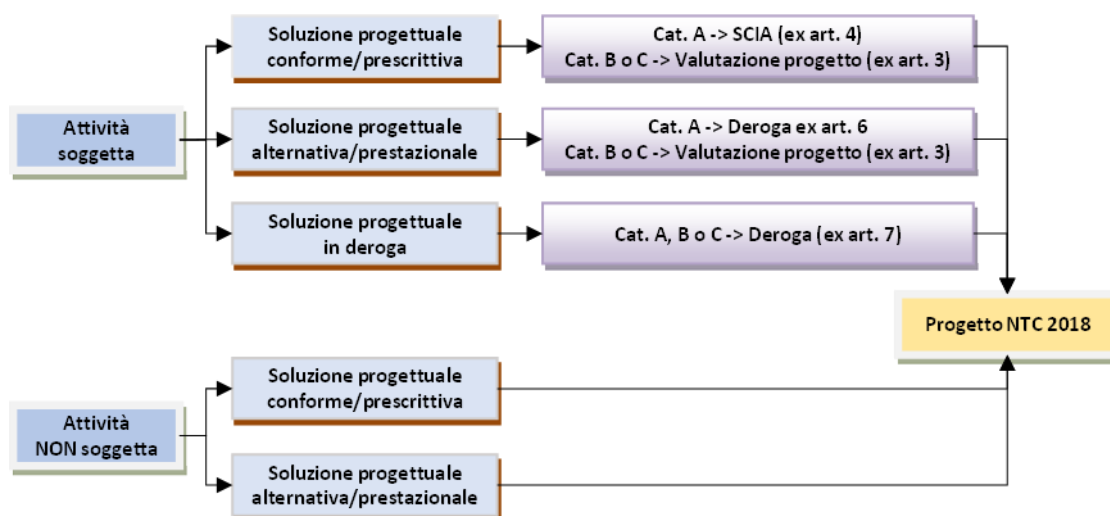 Attività
soggetta
Soluzione progettuale
conforme/prescrittiva
Cat. A -> SCIA (ex art. 4)
Cat. B o C -> Valutazione progetto (ex art. 3)
Soluzione progettuale
alternativa/prestazionale
Cat. A -> Deroga ex art. 6
Cat. B o C -> Valutazione progetto (ex art. 3)
Soluzione progettuale
in deroga
Cat. A, B o C -> Deroga (ex art. 7)
Progetto NTC 2018
Attività
NON soggetta
Soluzione progettuale
conforme/prescrittiva
Soluzione progettuale
alternativa/prestazionale